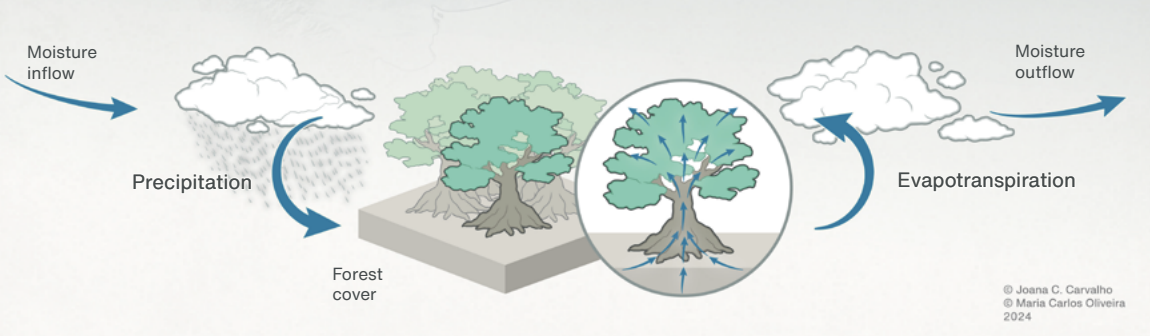 Moisture
inflow
Precipitation
Forest
cover
Evapotranspiration
Moisture
outflow
© Joana C. Carvalho
© Maria Carlos Oliveira
2024